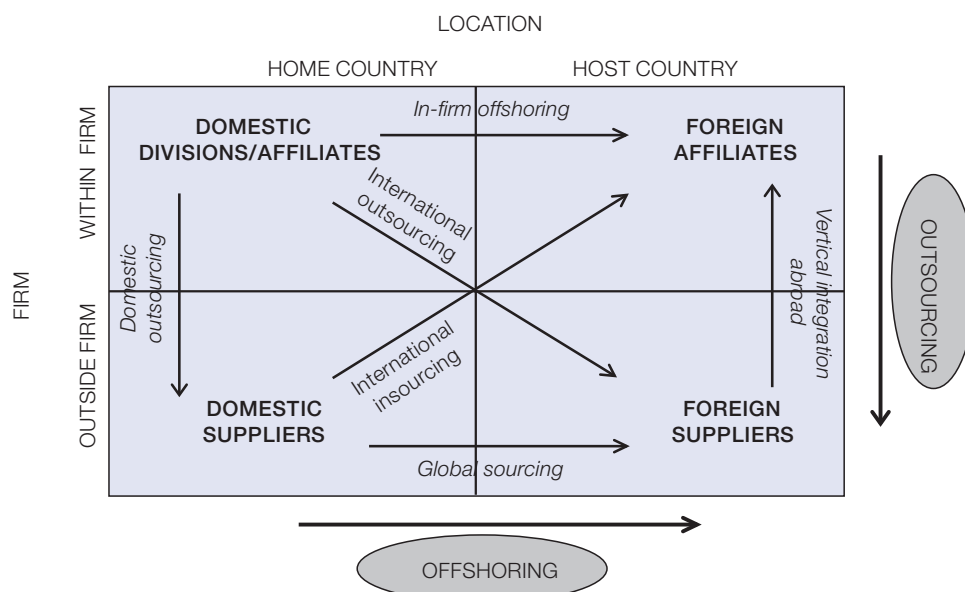 LOCATION
HOME COUNTRY
HOST COUNTRY
FIRM
WITHIN FIRM
OUTSIDE FIRM
DOMESTIC
DIVISIONS/AFFILIATES
In-firm offshoring
FOREIGN
AFFILIATES
International
outsourcing
Domestic
outsourcing
Vertical integration
abroad
OUTSOURCING
International
insourcing
DOMESTIC
SUPPLIERS
FOREIGN
SUPPLIERS
Global sourcing
OFFSHORING